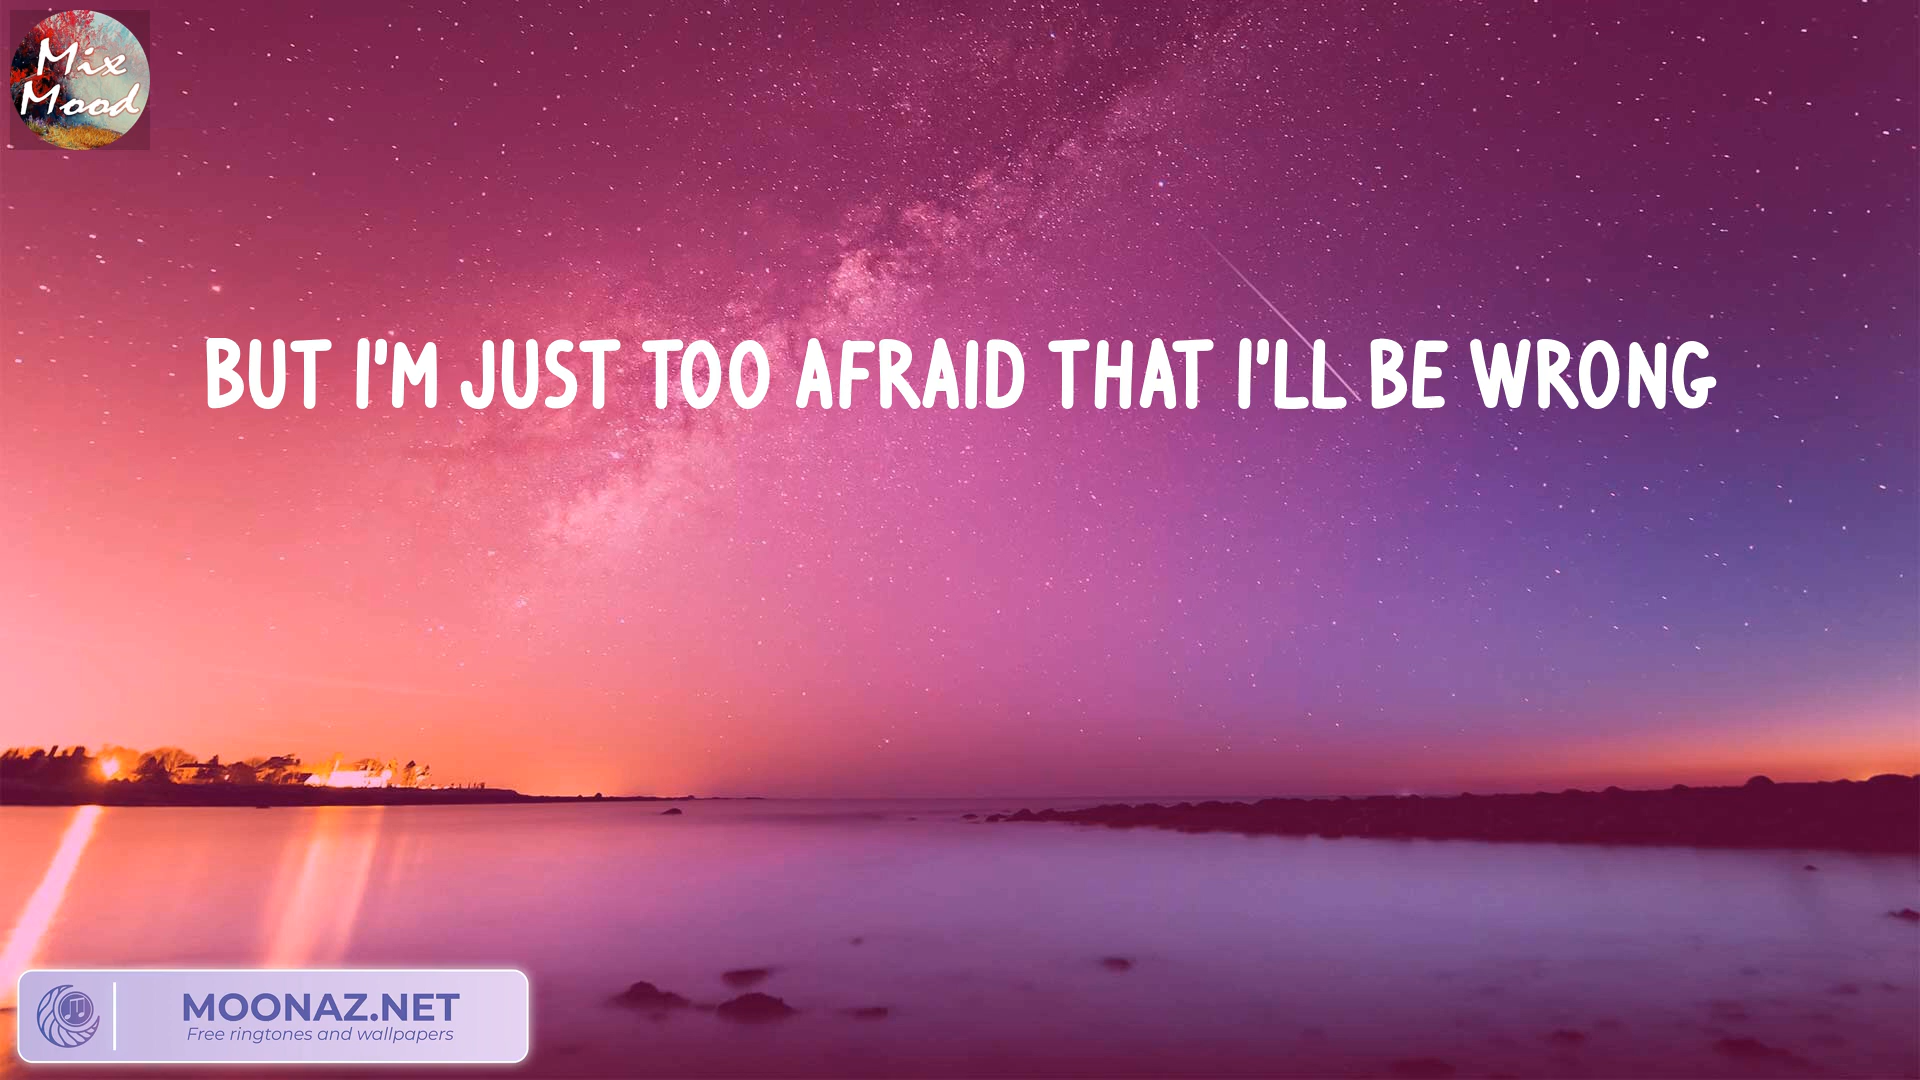 Mix
Mood
BUT I'M JUST TOO AFRAID THAT I'LL BE WRONG
MOONAZ.NET
Free ringtones and wallpapers